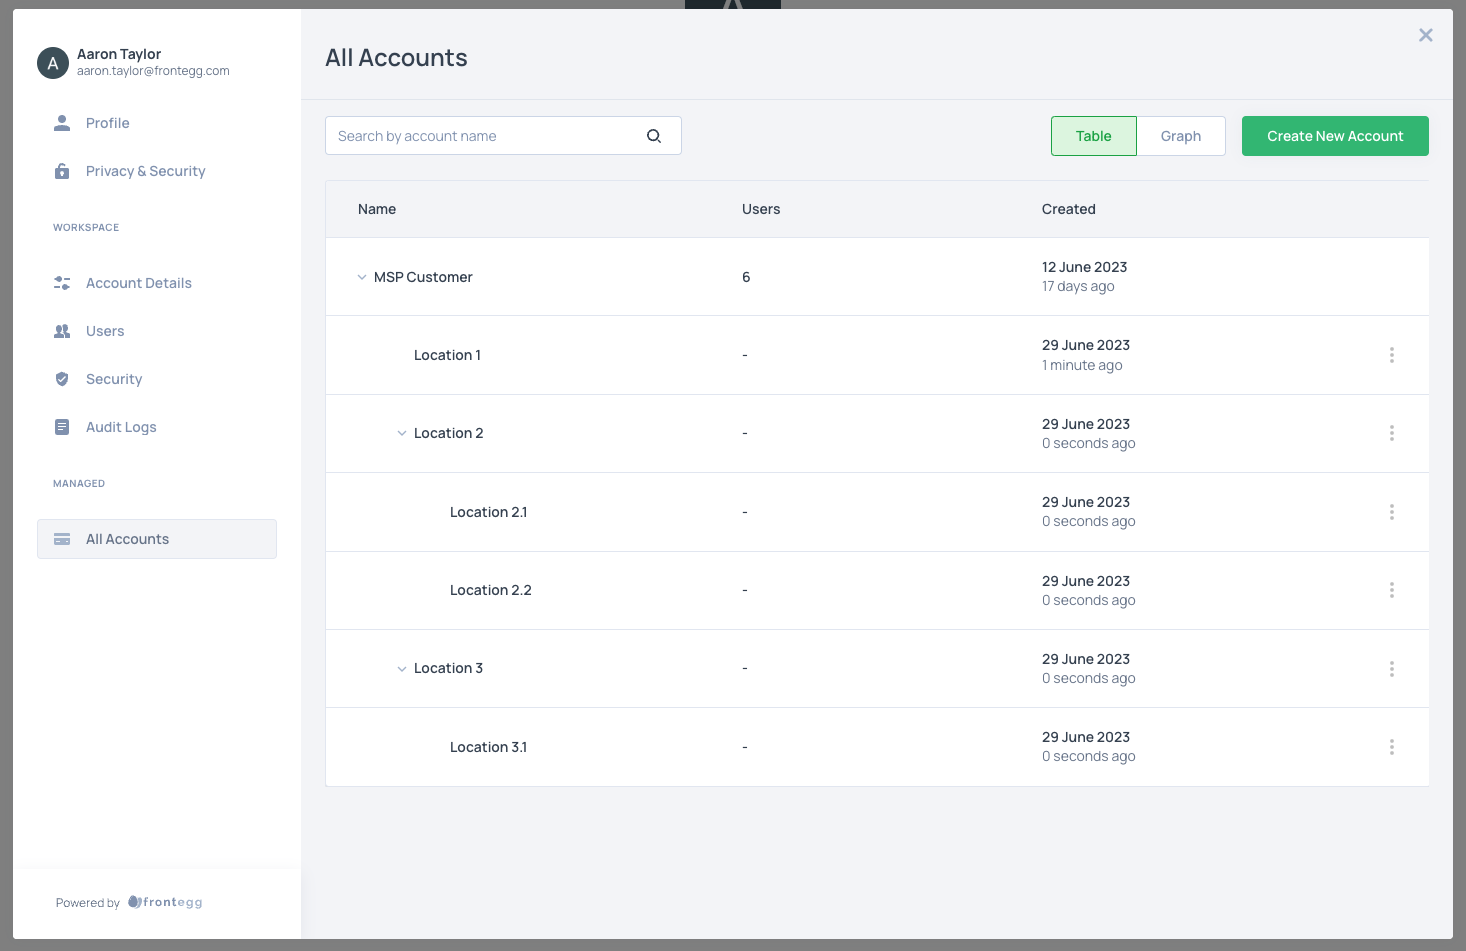 A
Aaron Taylor
aaron.taylor@frontegg.com
Profile
Privacy & Security
WORKSPACE
Account Details
Users
Security
Audit Logs
MANAGED
All Accounts
Powered by frontegg
All Accounts
Search by account name
Table
Graph
Create New Account
Name Users Created
MSP Customer 6 12 June 2023
17 days ago
Location 1 - 29 June 2023
1 minute ago
Location 2 - 29 June 2023
0 seconds ago
Location 2.1 - 29 June 2023
0 seconds ago
Location 2.2 - 29 June 2023
0 seconds ago
Location 3 - 29 June 2023
0 seconds ago
Location 3.1 - 29 June 2023
0 seconds ago